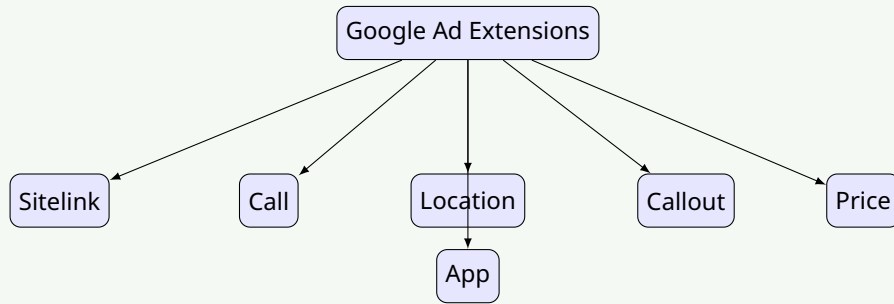 Google Ad Extensions
Sitelink
Call
Location
Callout
Price
App